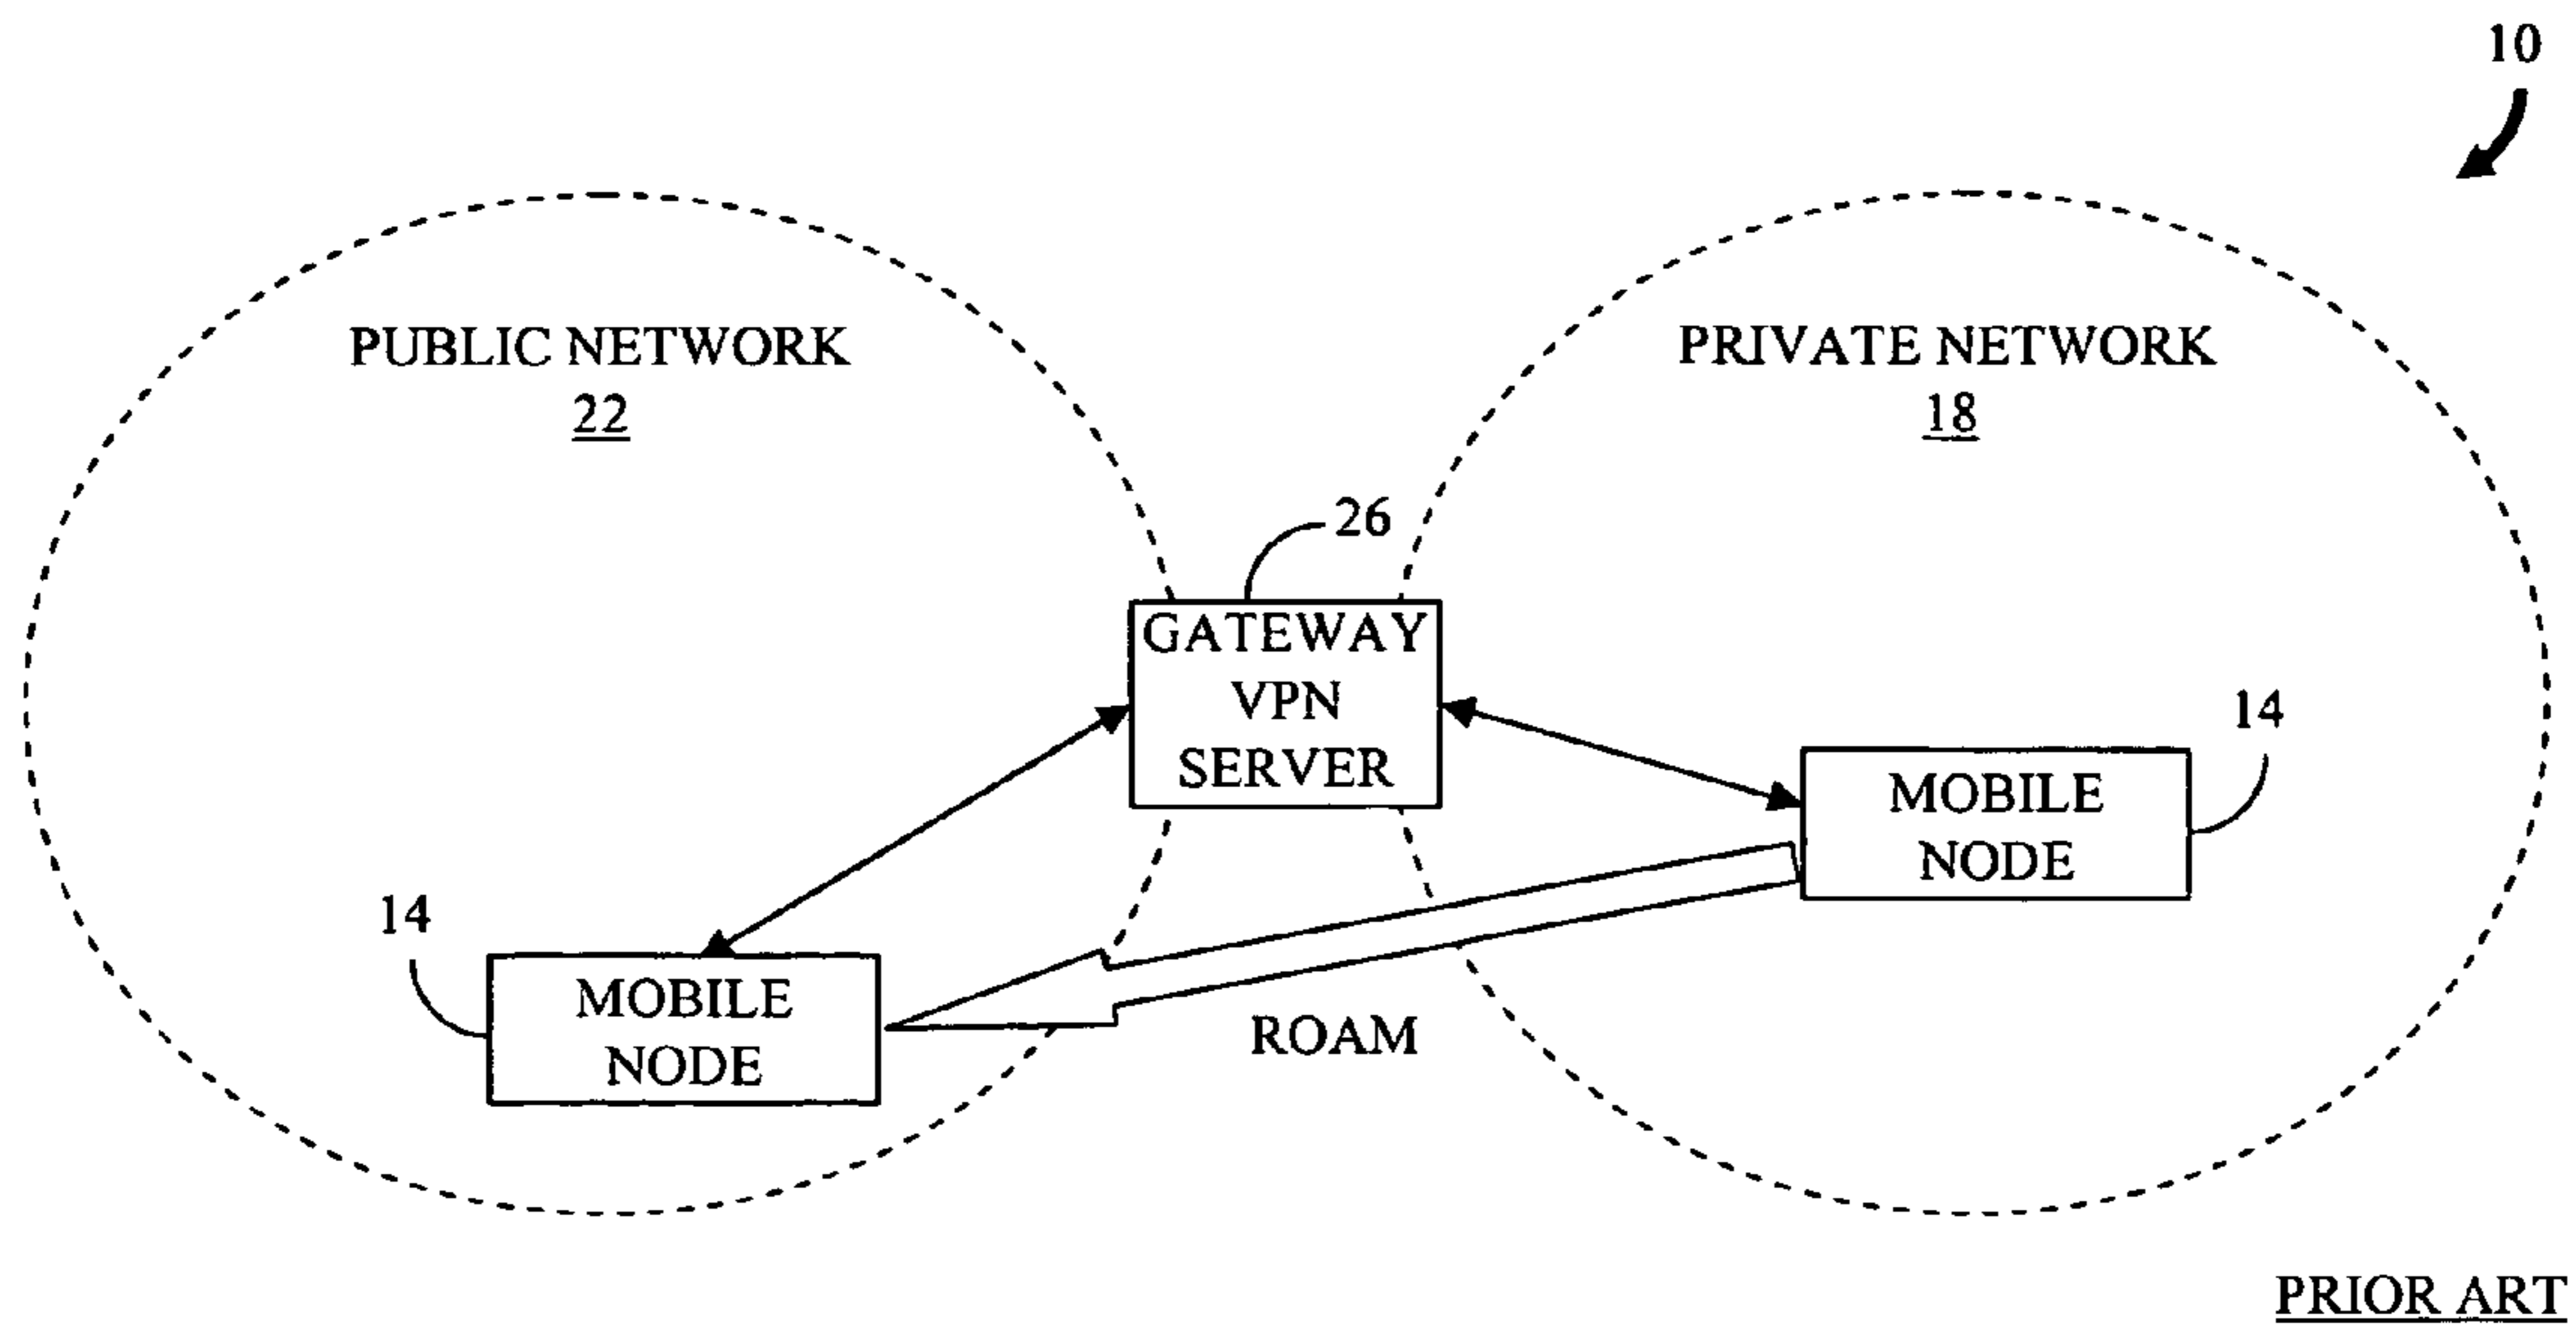 10
PUBLIC NETWORK
22
PRIVATE NETWORK
18
26
GATEWAY
VPN
SERVER
14
MOBILE
NODE
14
MOBILE
NODE
ROAM
PRIOR ART